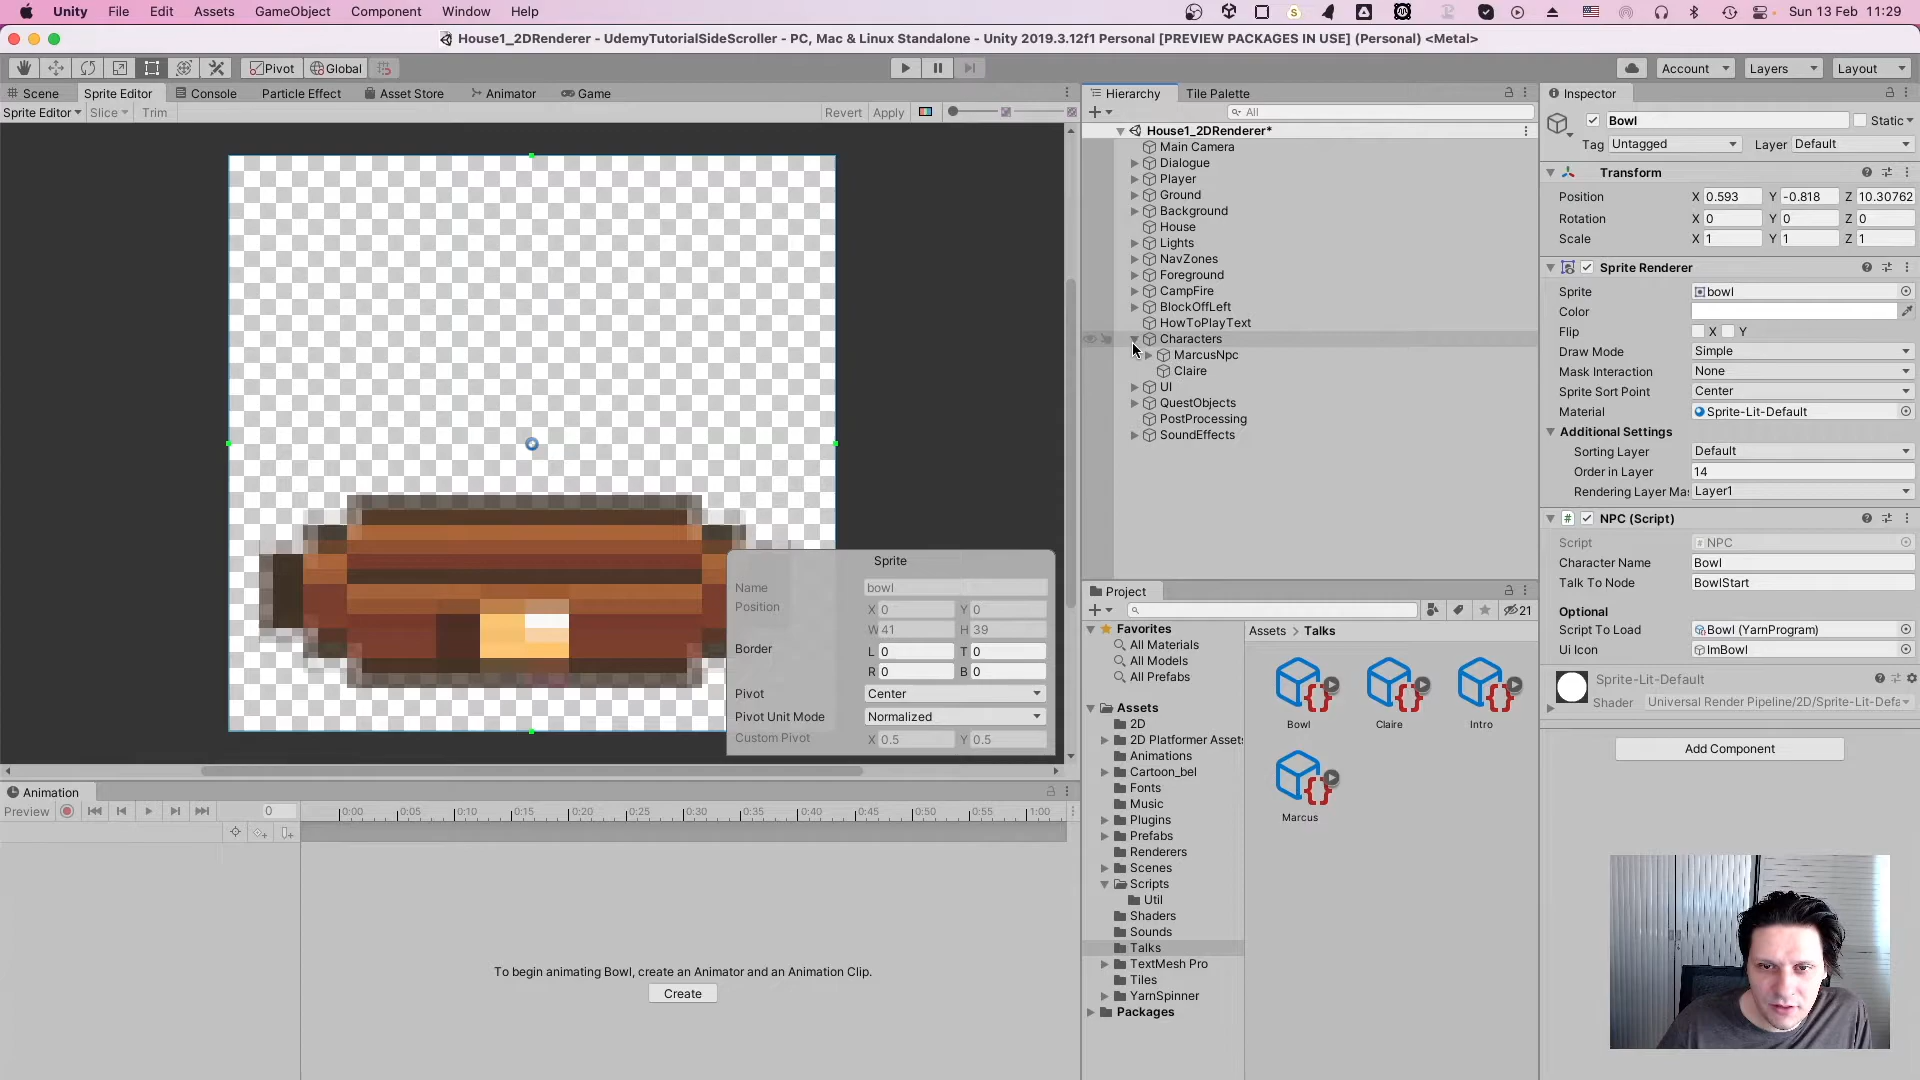 Unity File Edit Assets GameObject Component Window Help Sun 13 Feb 11:29
House1_2DRenderer - UdemyTutorialSideScroller - PC, Mac & Linux Standalone - Unity 2019.3.12f1 Personal [PREVIEW PACKAGES IN USE] (Personal) <Metal>
Pivot Global Account Layers Layout
Scene Sprite Editor Console Particle Effect Asset Store Animator Game
Sprite Editor Slice Trim Revert Apply
Sprite
Name bowl
Position X 0 Y 0
W 41 H 39
Border L 0 T 0
R 0 B 0
Pivot Center
Pivot Unit Mode Normalized
Custom Pivot X 0.5 Y 0.5
Animation
Preview 0 0:00 0:05 0:10 0:15 0:20 0:25 0:30 0:35 0:40 0:45 0:50 0:55 1:00
To begin animating Bowl, create an Animator and an Animation Clip.
Create
Hierarchy Tile Palette
All
House1_2DRenderer*
Main Camera
Dialogue
Player
Ground
Background
House
Lights
NavZones
Foreground
CampFire
BlockOffLeft
HowToPlayText
Characters
MarcusNpc
Claire
UI
QuestObjects
PostProcessing
SoundEffects
Project
21
Favorites
All Materials
All Models
All Prefabs
Assets
2D
2D Platformer Assets
Animations
Cartoon_bel
Fonts
Music
Plugins
Prefabs
Renderers
Scenes
Scripts
Util
Shaders
Sounds
Talks
TextMesh Pro
Tiles
YarnSpinner
Packages
Assets > Talks
Bowl Claire Intro
Marcus
Inspector
Bowl Static
Tag Untagged Layer Default
Transform
Position X 0.593 Y -0.818 Z 10.30762
Rotation X 0 Y 0 Z 0
Scale X 1 Y 1 Z 1
Sprite Renderer
Sprite bowl
Color
Flip X Y
Draw Mode Simple
Mask Interaction None
Sprite Sort Point Center
Material Sprite-Lit-Default
Additional Settings
Sorting Layer Default
Order in Layer 14
Rendering Layer Mas Layer1
# NPC (Script)
Script NPC
Character Name Bowl
Talk To Node BowlStart
Optional
Script To Load Bowl (YarnProgram)
Ui Icon ImBowl
Sprite-Lit-Default
Shader Universal Render Pipeline/2D/Sprite-Lit-Defa
Add Component